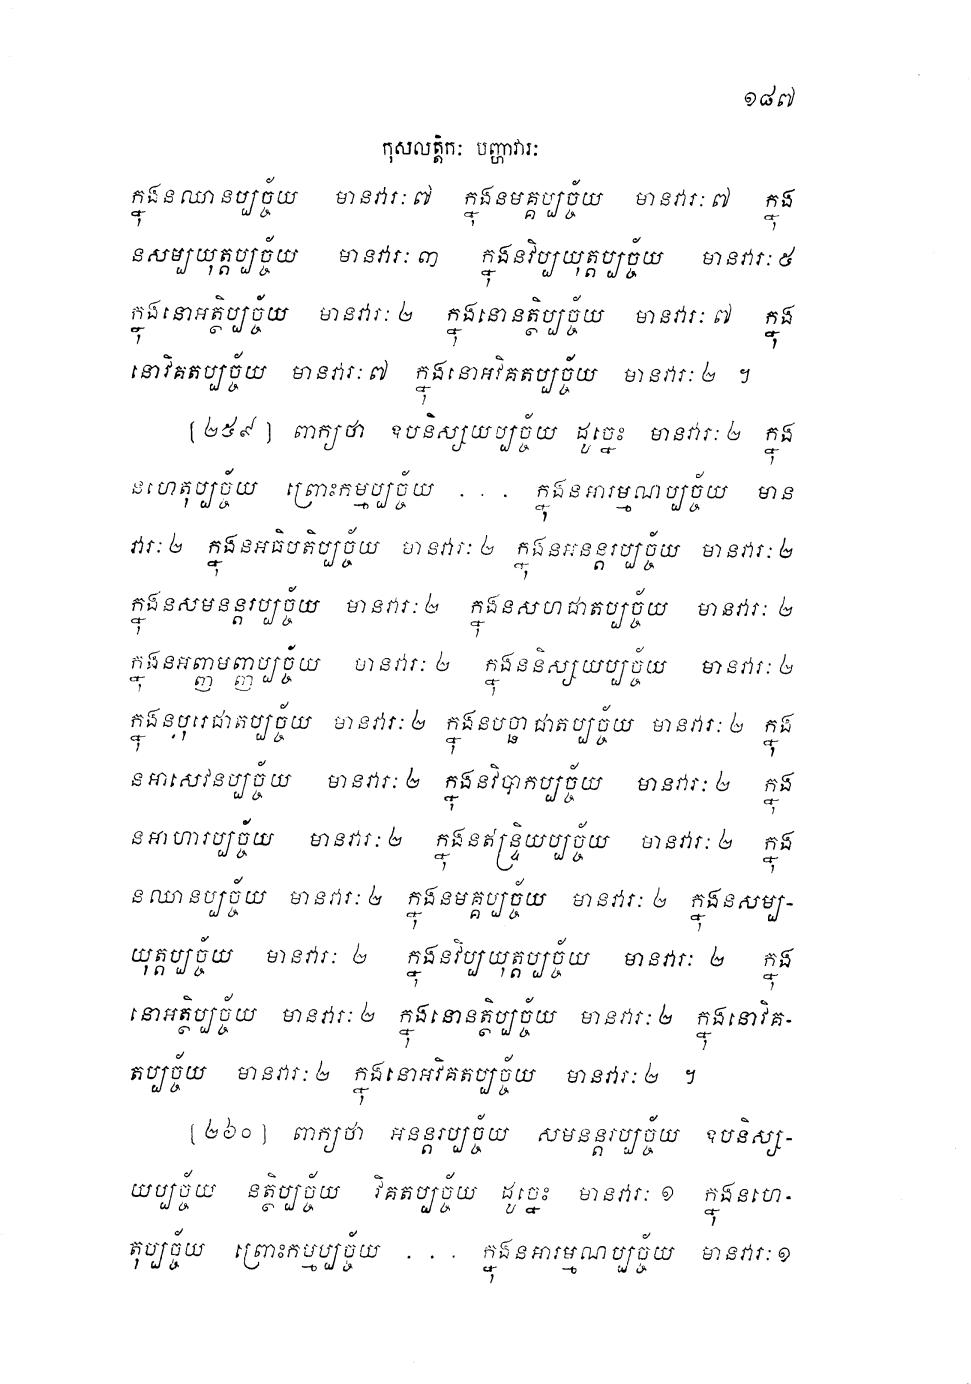 ១៨៧
កុសលត្តិកៈ បញ្ហាវារៈ
ក្នុងនឈានប្បច្ច័យ មានវារៈ ៧ ក្នុងនមគ្គប្បច្ច័យ មានវារៈ ៧ ក្នុង
នសម្បយុត្តប្បច្ច័យ មានវារៈ ៣ ក្នុងនវិប្បយុត្តប្បច្ច័យ មានវារៈ ៥
ក្នុងនោអត្ថិប្បច្ច័យ មានវារៈ ២ ក្នុងនោនត្ថិប្បច្ច័យ មានវារៈ ៧ ក្នុង
នោវិគតប្បច្ច័យ មានវារៈ ៧ ក្នុងនោអវិគតប្បច្ច័យ មានវារៈ ២ ។
[២៥៩] ពាក្យថា ឧបនិស្សយប្បច្ច័យ ដូច្នេះ មានវារៈ ២ ក្នុង
នហេតុប្បច្ច័យ ព្រោះកម្មប្បច្ច័យ . . . ក្នុងនអារម្មណប្បច្ច័យ មាន
វារៈ ២ ក្នុងនអធិបតិប្បច្ច័យ មានវារៈ ២ ក្នុងនអនន្តរប្បច្ច័យ មានវារៈ ២
ក្នុងនសមនន្តរប្បច្ច័យ មានវារៈ ២ ក្នុងនសហជាតប្បច្ច័យ មានវារៈ ២
ក្នុងនអញ្ញមញ្ញប្បច្ច័យ មានវារៈ ២ ក្នុងននិស្សយប្បច្ច័យ មានវារៈ ២
ក្នុងនបុរេជាតប្បច្ច័យ មានវារៈ ២ ក្នុងនបច្ឆាជាតប្បច្ច័យ មានវារៈ ២ ក្នុង
នអាសេវនប្បច្ច័យ មានវារៈ ២ ក្នុងនវិបាកប្បច្ច័យ មានវារៈ ២ ក្នុង
នអាហារប្បច្ច័យ មានវារៈ ២ ក្នុងនឥន្ទ្រិយប្បច្ច័យ មានវារៈ ២ ក្នុង
នឈានប្បច្ច័យ មានវារៈ ២ ក្នុងនមគ្គប្បច្ច័យ មានវារៈ ២ ក្នុងនសម្ប-
យុត្តប្បច្ច័យ មានវារៈ ២ ក្នុងនវិប្បយុត្តប្បច្ច័យ មានវារៈ ២ ក្នុង
នោអត្ថិប្បច្ច័យ មានវារៈ ២ ក្នុងនោនត្ថិប្បច្ច័យ មានវារៈ ២ ក្នុងនោវិគ-
តប្បច្ច័យ មានវារៈ ២ ក្នុងនោអវិគតប្បច្ច័យ មានវារៈ ២ ។
[២៦០] ពាក្យថា អនន្តរប្បច្ច័យ សមនន្តរប្បច្ច័យ ឧបនិស្ស-
យប្បច្ច័យ នត្ថិប្បច្ច័យ វិគតប្បច្ច័យ ដូច្នេះ មានវារៈ ១ ក្នុងនហេ-
តុប្បច្ច័យ ព្រោះកម្មប្បច្ច័យ . . . ក្នុងនអារម្មណប្បច្ច័យ មានវារៈ ១